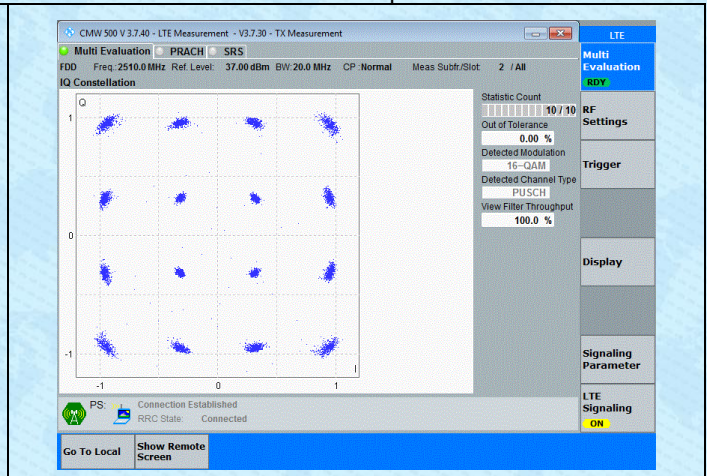 CMW 500 V 3.7.40 - LTE Measurement - V3.7.30 - TX Measurement
LTE
Multi Evaluation PRACH SRS
FDD Freq.:2510.0 MHz Ref. Level: 37.00 dBm BW:20.0 MHz CP :Normal Meas Subfr./Slot: 2 / All
IQ Constellation
Q
1
0
-1
-1 0 1
I
Statistic Count
10 / 10
Out of Tolerance
0.00 %
Detected Modulation
16-QAM
Detected Channel Type
PUSCH
View Filter Throughput
100.0 %
Multi
Evaluation
RDY
RF
Settings
Trigger
Display
Signaling
Parameter
LTE
Signaling
ON
PS: Connection Established
RRC State: Connected
Go To Local
Show Remote
Screen